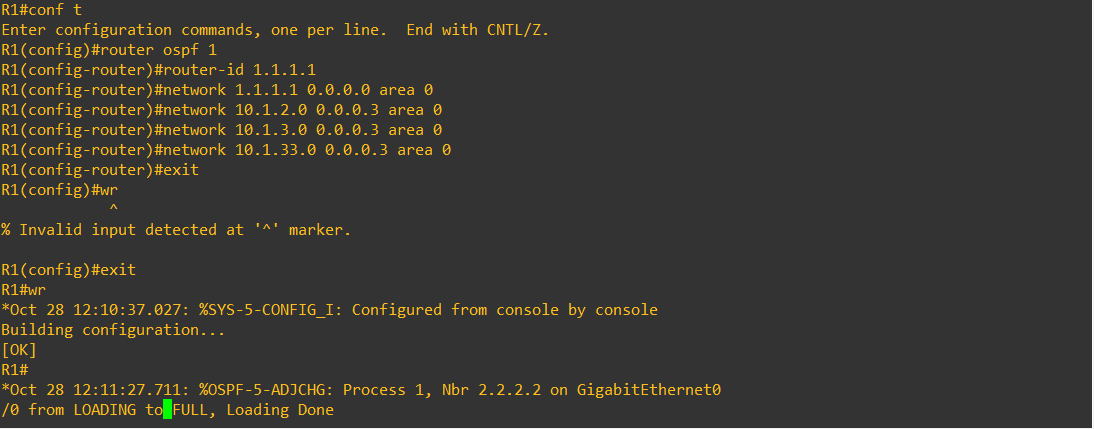 R1#conf t
Enter configuration commands, one per line.  End with CNTL/Z.
R1(config)#router ospf 1
R1(config-router)#router-id 1.1.1.1
R1(config-router)#network 1.1.1.1 0.0.0.0 area 0
R1(config-router)#network 10.1.2.0 0.0.0.3 area 0
R1(config-router)#network 10.1.3.0 0.0.0.3 area 0
R1(config-router)#network 10.1.33.0 0.0.0.3 area 0
R1(config-router)#exit
R1(config)#wr
            ^
% Invalid input detected at '^' marker.

R1(config)#exit
R1#wr
*Oct 28 12:10:37.027: %SYS-5-CONFIG_I: Configured from console by console
Building configuration...
[OK]
R1#
*Oct 28 12:11:27.711: %OSPF-5-ADJCHG: Process 1, Nbr 2.2.2.2 on GigabitEthernet0
/0 from LOADING to FULL, Loading Done